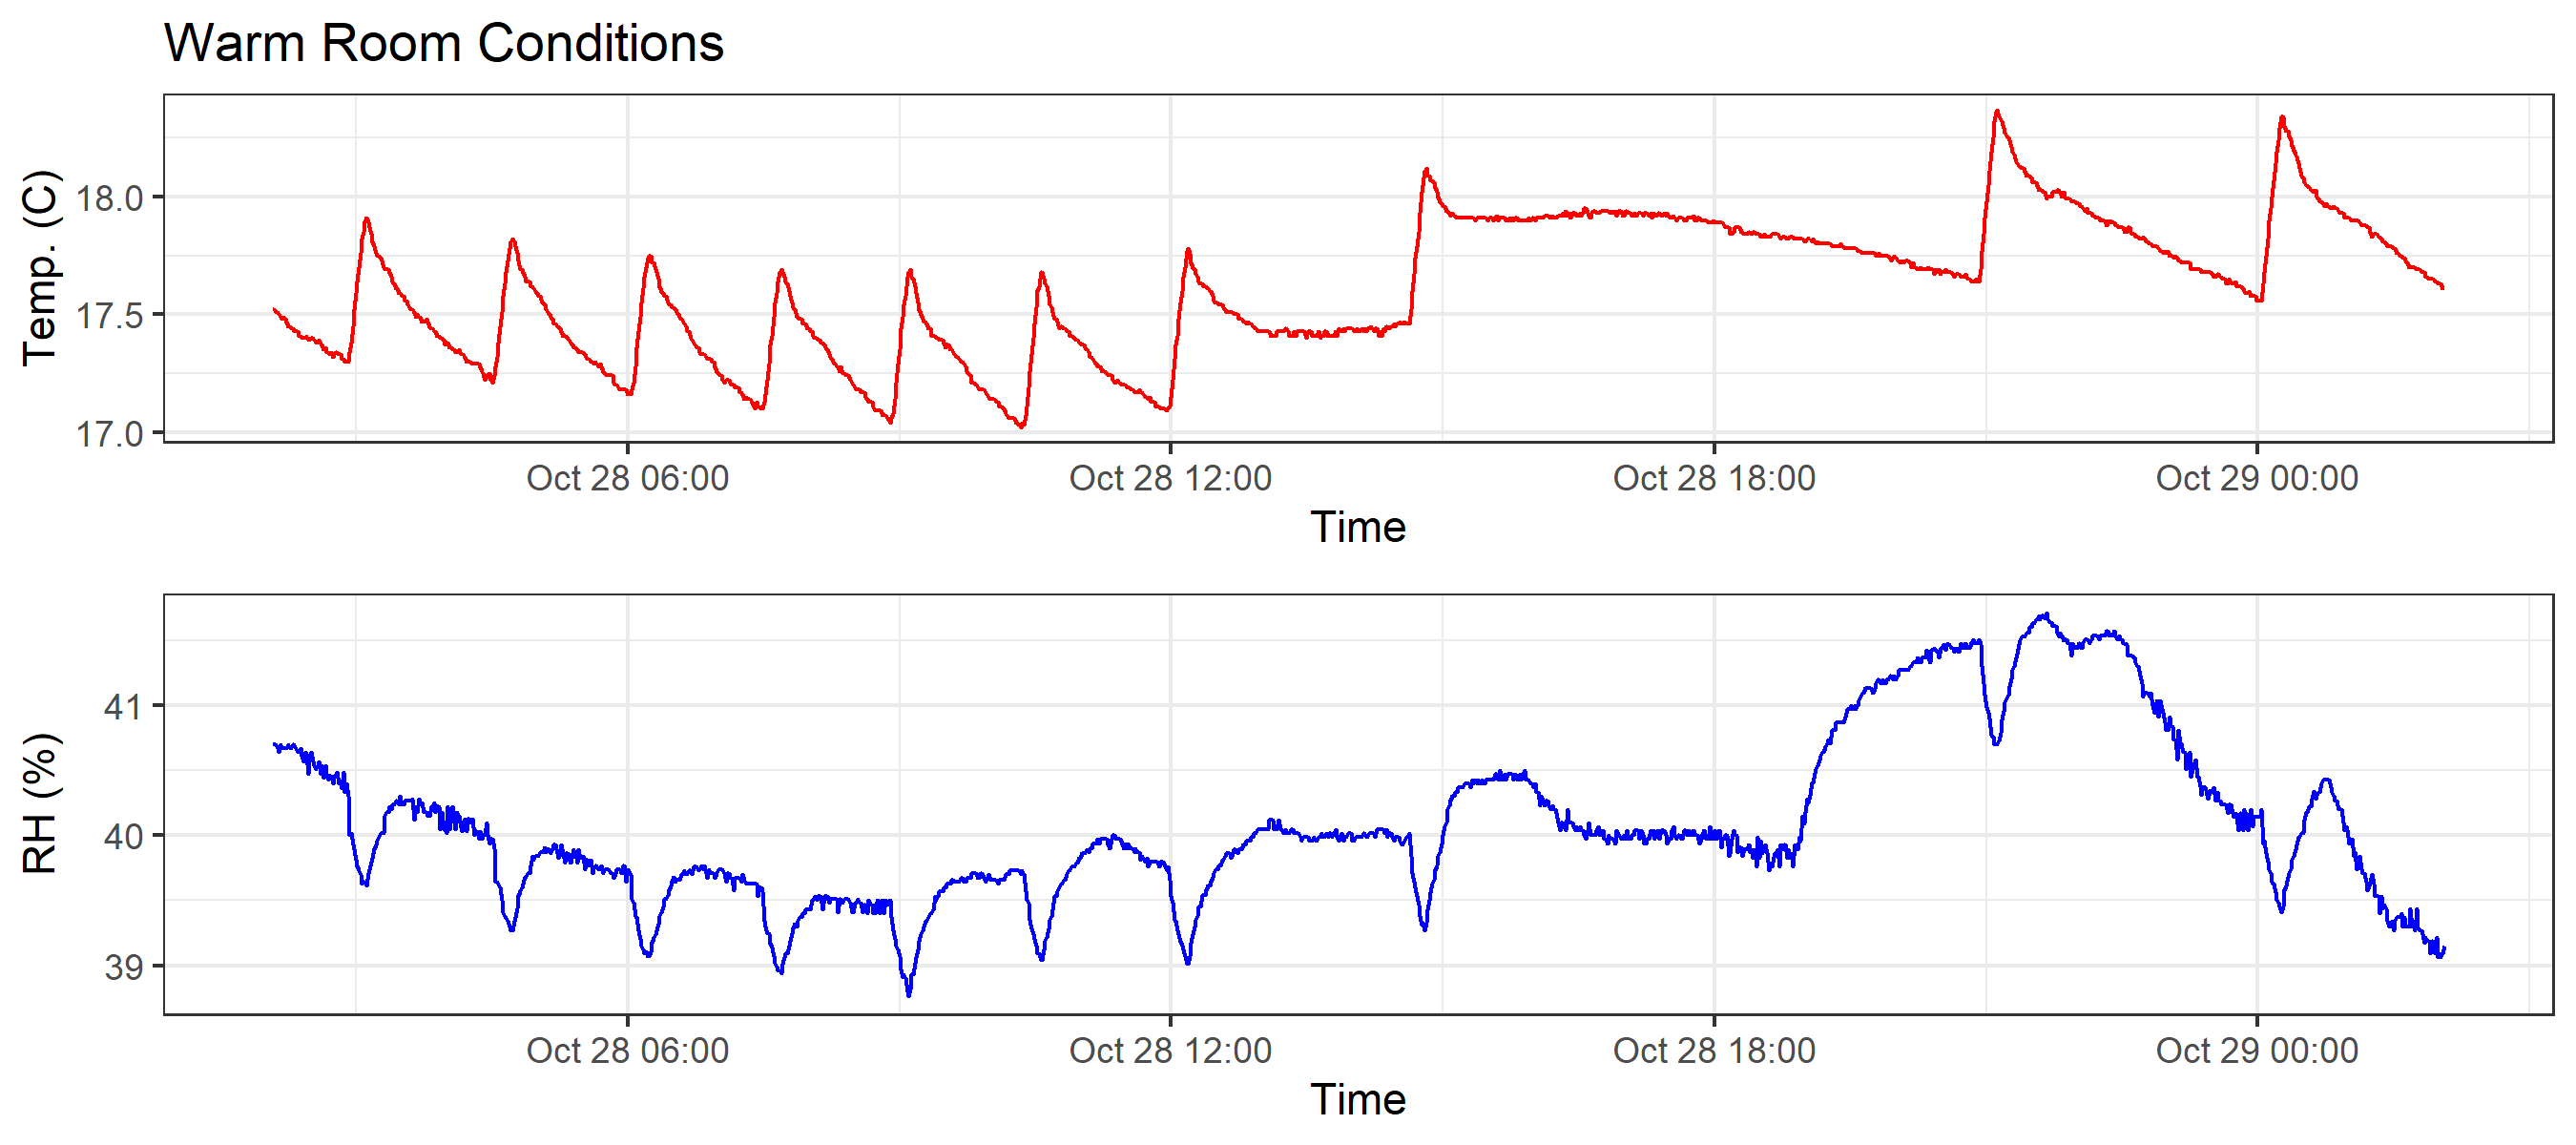 Warm Room Conditions
Temp. (C)
18.0
17.5
17.0
Oct 28 06:00 Oct 28 12:00 Oct 28 18:00 Oct 29 00:00
Time
RH (%)
41
40
39
Oct 28 06:00 Oct 28 12:00 Oct 28 18:00 Oct 29 00:00
Time